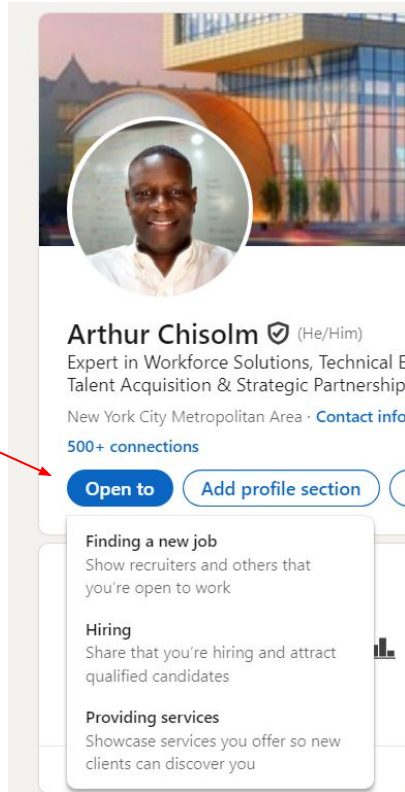 Arthur Chisolm (He/Him)
Expert in Workforce Solutions, Technical
Talent Acquisition & Strategic Partnership
New York City Metropolitan Area · Contact info
500+ connections
Open to Add profile section
Finding a new job
Show recruiters and others that
you're open to work
Hiring
Share that you're hiring and attract
qualified candidates
Providing services
Showcase services you offer so new
clients can discover you